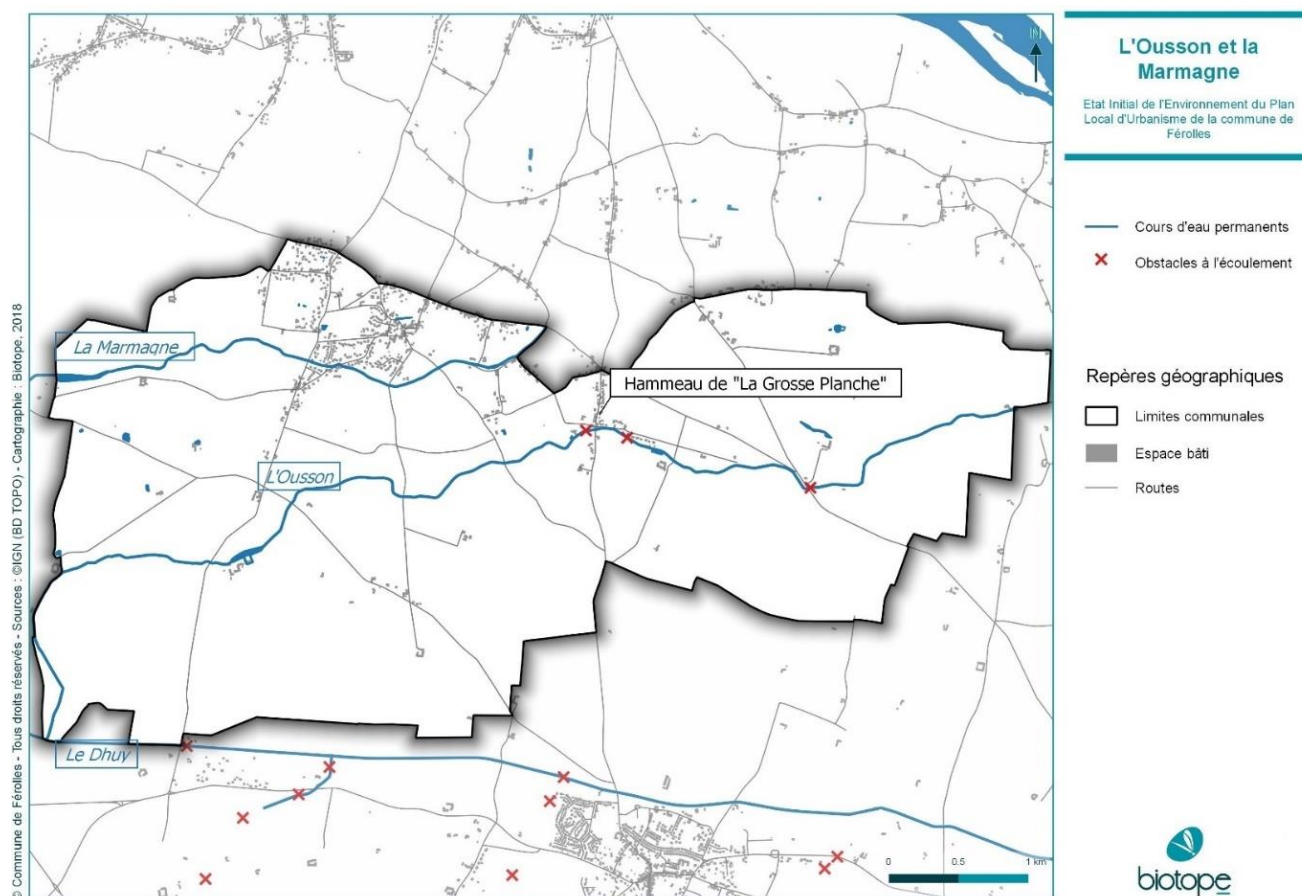 L'Ousson et la
Marmagne
Etat Initial de l'Environnement du Plan
Local d'Urbanisme de la commune de
Férolles
N
Cours d'eau permanents
Obstacles à l'écoulement
Repères géographiques
Limites communales
Espace bâti
Routes
La Marmagne
Hammeau de "La Grosse Planche"
L'Ousson
Le Dhuy
0 0.5 1 km
biotope
© Commune de Férolles - Tous droits réservés - Sources : ©IGN (BD TOPO) - Cartographie : Biotope, 2018